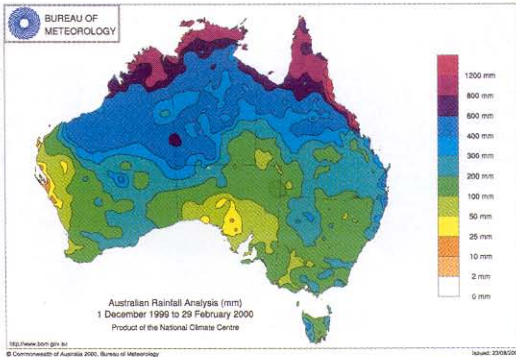 BUREAU OF
METEOROLOGY
1200 mm
800 mm
600 mm
400 mm
300 mm
200 mm
100 mm
50 mm
25 mm
10 mm
2 mm
0 mm
Australian Rainfall Analysis (mm)
1 December 1999 to 29 February 2000
Product of the National Climate Centre
http://www.bom.gov.au
© Commonwealth of Australia 2000, Bureau of Meteorology
Issued: